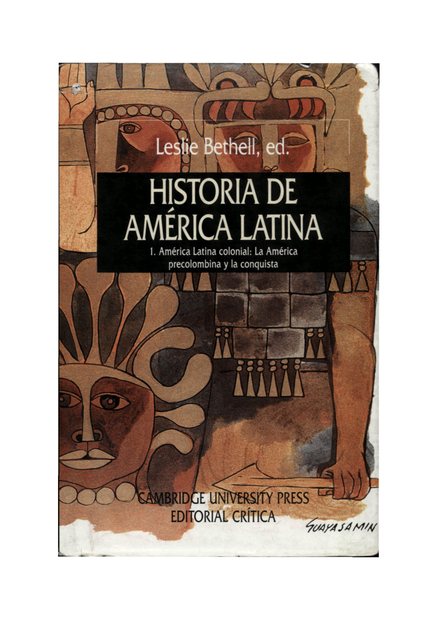 Leslie Bethell, ed.
HISTORIA DE
AMÉRICA LATINA
1. América Latina colonial: La América
precolombina y la conquista
CAMBRIDGE UNIVERSITY PRESS
EDITORIAL CRÍTICA
GUAYASAMIN